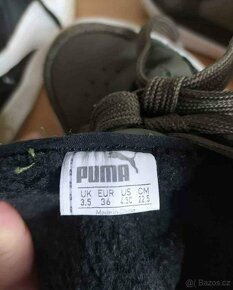 PUMA
UK EUR US CM
3.5 36 4.5C 22.5
Made in
bazos.cz